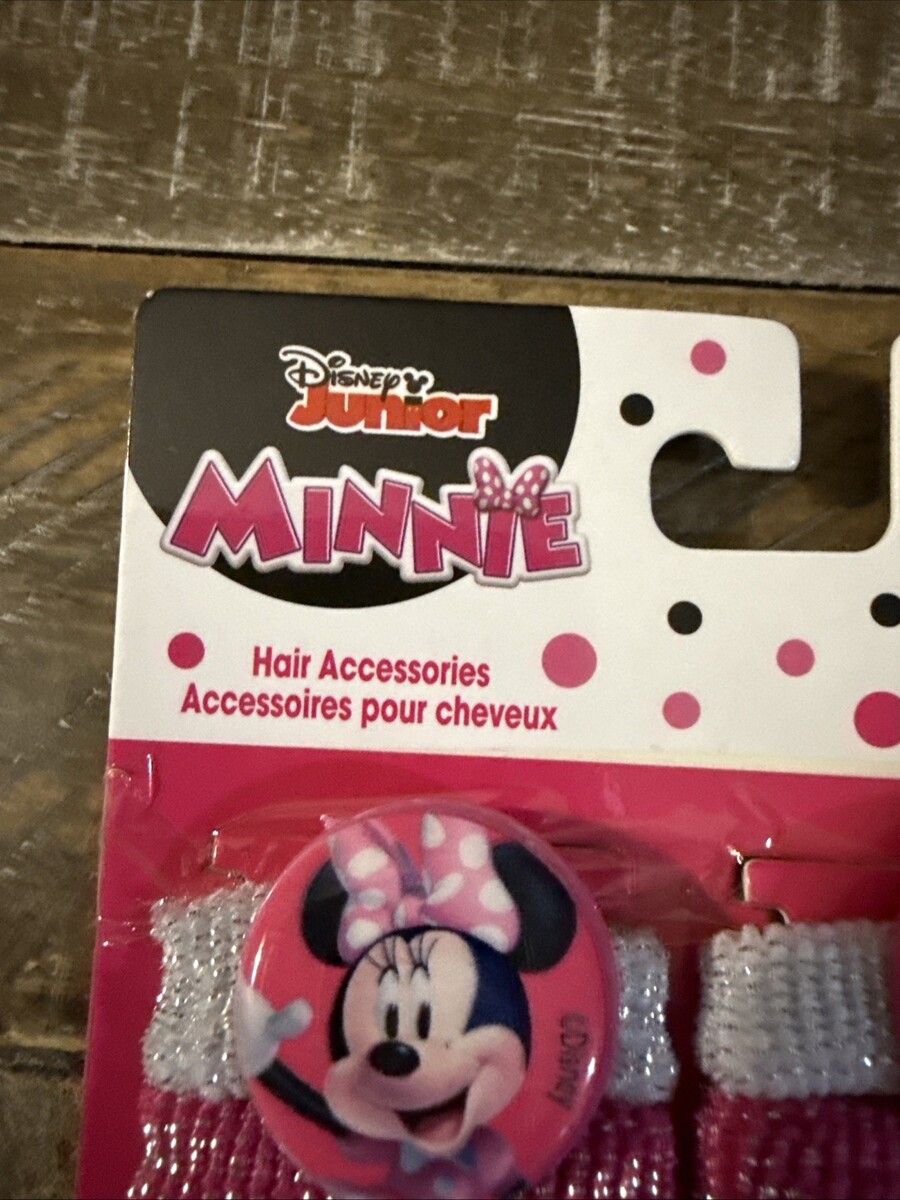 Disney
Junior
MINNIE
Hair Accessories
Accessoires pour cheveux
©Disney